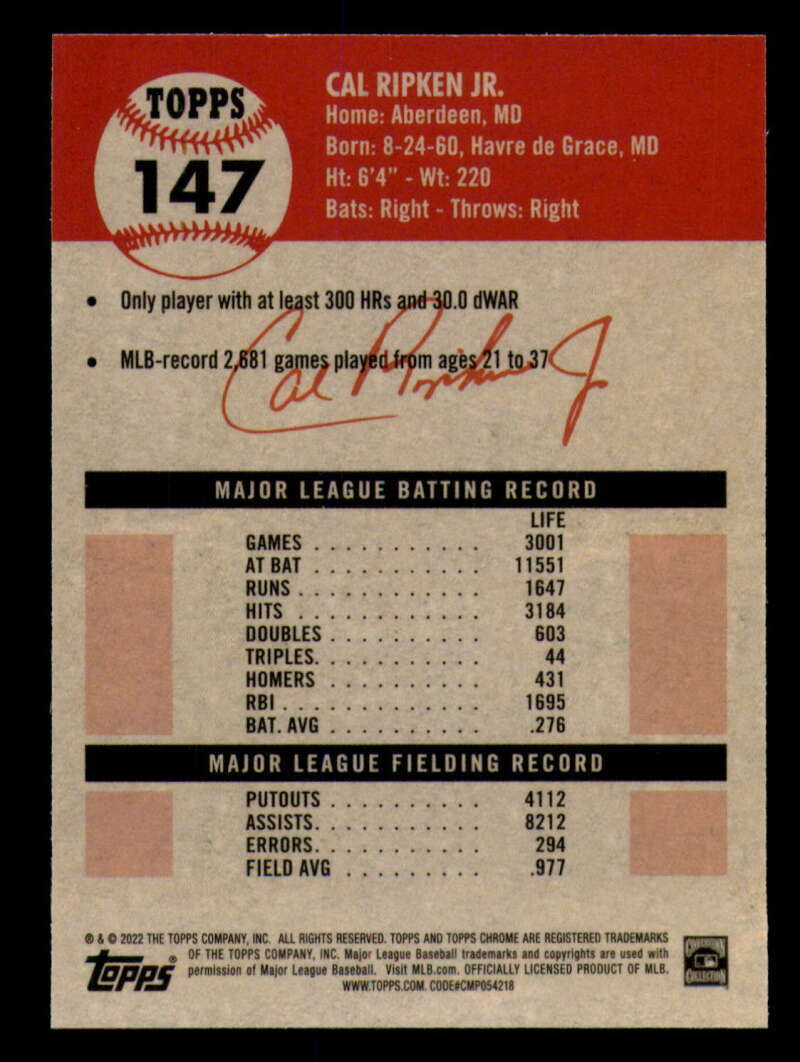 TOPPS
147
CAL RIPKEN JR.
Home: Aberdeen, MD
Born: 8-24-60, Havre de Grace, MD
Ht: 6'4" - Wt: 220
Bats: Right - Throws: Right
• Only player with at least 300 HRs and 30.0 dWAR
• MLB-record 2,681 games played from ages 21 to 37
Cal Ripken Jr
MAJOR LEAGUE BATTING RECORD
LIFE
GAMES . . . . . . . . . . . 3001
AT BAT . . . . . . . . . . . 11551
RUNS . . . . . . . . . . . . 1647
HITS . . . . . . . . . . . . 3184
DOUBLES . . . . . . . . . . 603
TRIPLES. . . . . . . . . . . 44
HOMERS . . . . . . . . . . 431
RBI . . . . . . . . . . . . . 1695
BAT. AVG . . . . . . . . . . .276
MAJOR LEAGUE FIELDING RECORD
PUTOUTS . . . . . . . . . . 4112
ASSISTS. . . . . . . . . . . 8212
ERRORS. . . . . . . . . . . 294
FIELD AVG . . . . . . . . . .977
® & © 2022 THE TOPPS COMPANY, INC. ALL RIGHTS RESERVED. TOPPS AND TOPPS CHROME ARE REGISTERED TRADEMARKS
OF THE TOPPS COMPANY, INC. Major League Baseball trademarks and copyrights are used with
permission of Major League Baseball. Visit MLB.com. OFFICIALLY LICENSED PRODUCT OF MLB.
WWW.TOPPS.COM. CODE#CMP054218
Topps®
COOPERSTOWN
COLLECTION